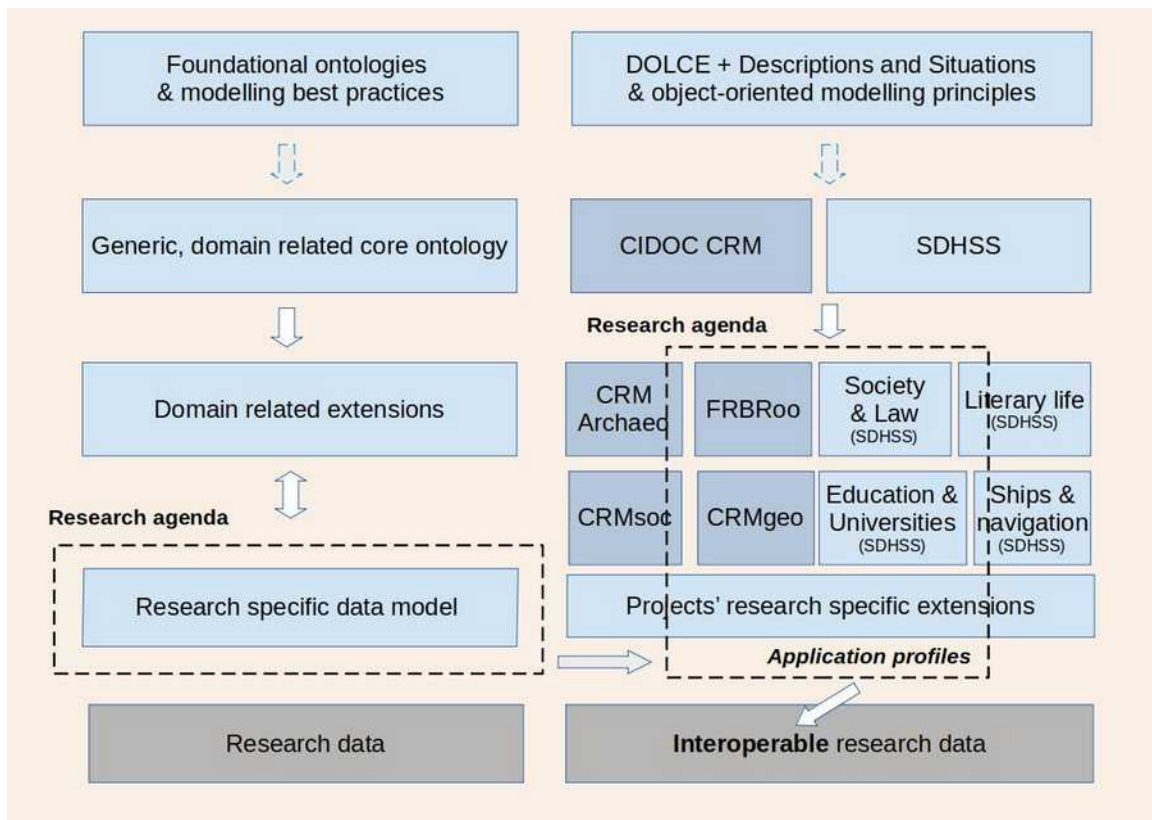 Foundational ontologies
& modelling best practices
DOLCE + Descriptions and Situations
& object-oriented modelling principles
Generic, domain related core ontology
CIDOC CRM
SDHSS
Research agenda
Domain related extensions
CRM
Archaeo
FRBRoo
Society
& Law
(SDHSS)
Literary life
(SDHSS)
CRMsoc
CRMgeo
Education &
Universities
(SDHSS)
Ships &
navigation
(SDHSS)
Research agenda
Research specific data model
Projects’ research specific extensions
Application profiles
Research data
Interoperable research data